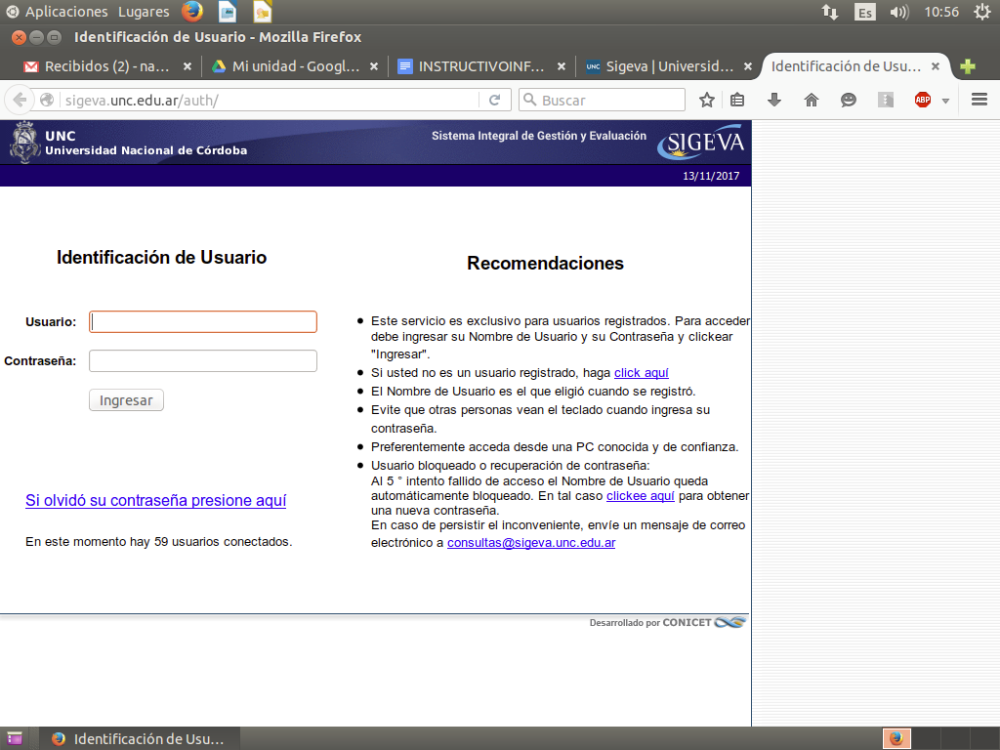 Aplicaciones Lugares Es 10:56
Identificación de Usuario - Mozilla Firefox
Recibidos (2) - na... Mi unidad - Googl... INSTRUCTIVOINF... UNC Sigeva | Universid... Identificación de Usu...
sigeva.unc.edu.ar/auth/ Buscar ABP
UNC
Universidad Nacional de Córdoba
Sistema Integral de Gestión y Evaluación SIGEVA
13/11/2017
Identificación de Usuario
Usuario:
Contraseña:
Ingresar
Si olvidó su contraseña presione aquí
En este momento hay 59 usuarios conectados.
Recomendaciones
Este servicio es exclusivo para usuarios registrados. Para acceder
debe ingresar su Nombre de Usuario y su Contraseña y clickear
"Ingresar".
Si usted no es un usuario registrado, haga click aquí
El Nombre de Usuario es el que eligió cuando se registró.
Evite que otras personas vean el teclado cuando ingresa su
contraseña.
Preferentemente acceda desde una PC conocida y de confianza.
Usuario bloqueado o recuperación de contraseña:
Al 5 ° intento fallido de acceso el Nombre de Usuario queda
automáticamente bloqueado. En tal caso clickee aquí para obtener
una nueva contraseña.
En caso de persistir el inconveniente, envíe un mensaje de correo
electrónico a consultas@sigeva.unc.edu.ar
Desarrollado por CONICET
Identificación de Usu...